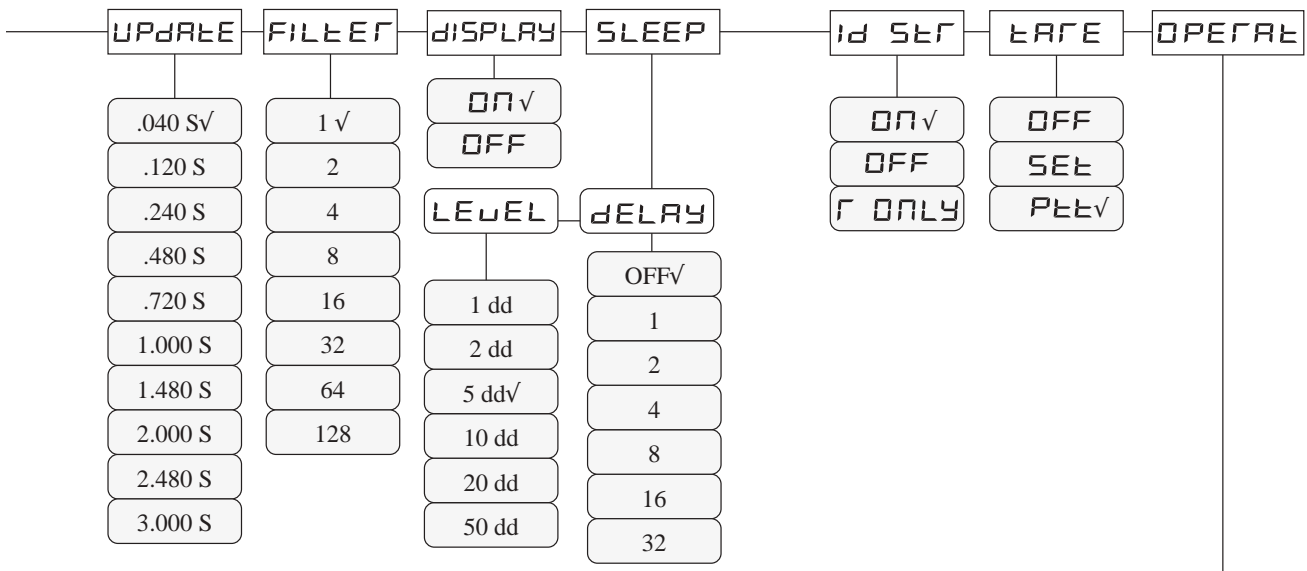 UPdAtE
FILtEr
dISPLAY
SLEEP
Id Str
tArE
OPErAt
.040 S√
.120 S
.240 S
.480 S
.720 S
1.000 S
1.480 S
2.000 S
2.480 S
3.000 S
1 √
2
4
8
16
32
64
128
ON √
OFF
LEvEL
1 dd
2 dd
5 dd√
10 dd
20 dd
50 dd
dELAY
OFF√
1
2
4
8
16
32
ON √
OFF
r ONLY
OFF
SEt
Ptt√